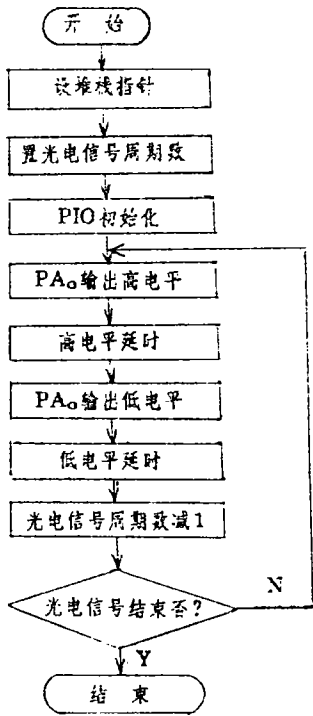 开 始
设堆栈指针
置光电信号周期数
PIO初始化
PA₀输出高电平
高电平延时
PA₀输出低电平
低电平延时
光电信号周期数减1
光电信号结束否?
N
Y
结 束